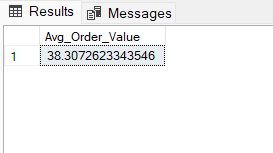 Results Messages
Avg_Order_Value
1 38.3072623343546